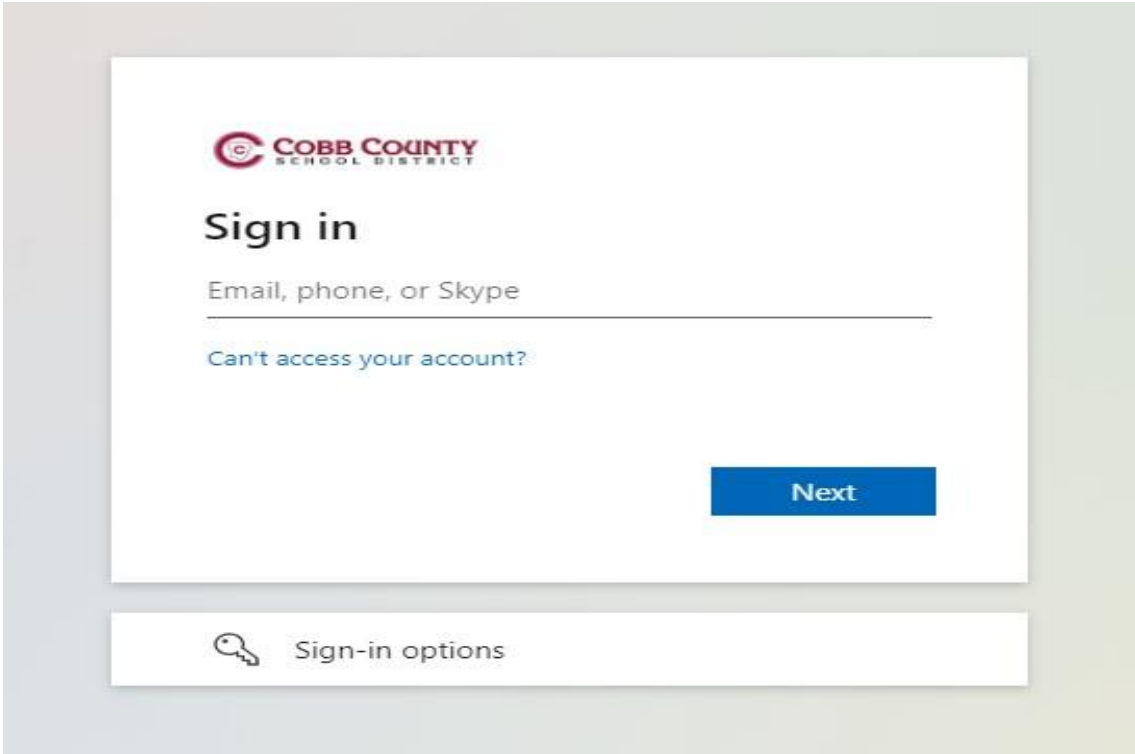 C COBB COUNTY
SCHOOL DISTRICT
Sign in
Email, phone, or Skype
Can't access your account?
Next
Sign-in options